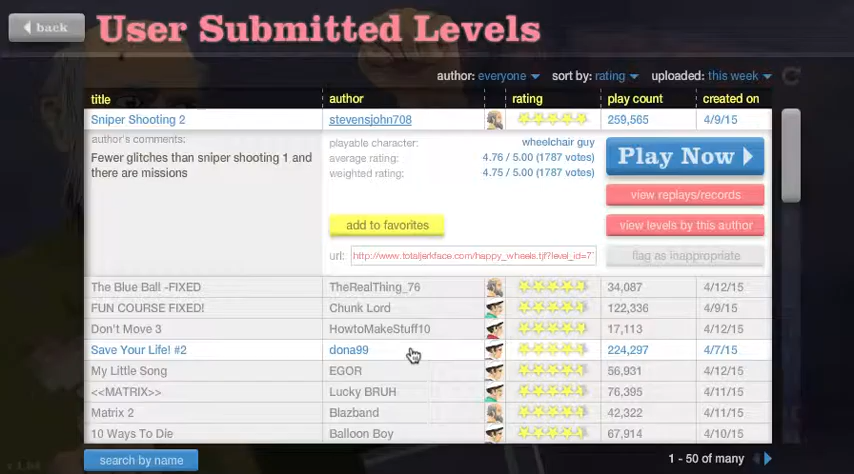 back
User Submitted Levels
author: everyone sort by: rating uploaded: this week
title author rating play count created on
Sniper Shooting 2 stevensjohn708 259,565 4/9/15
author's comments:
Fewer glitches than sniper shooting 1 and
there are missions
playable character: wheelchair guy
average rating: 4.76 / 5.00 (1787 votes)
weighted rating: 4.75 / 5.00 (1787 votes)
Play Now
view replays/records
add to favorites
view levels by this author
url: http://www.totaljerkface.com/happy_wheels.tjf?level_id=7
flag as inappropriate
The Blue Ball -FIXED TheRealThing_76 34,087 4/12/15
FUN COURSE FIXED! Chunk Lord 122,336 4/9/15
Don't Move 3 HowtoMakeStuff10 17,113 4/12/15
Save Your Life! #2 dona99 224,297 4/7/15
My Little Song EGOR 56,931 4/12/15
<<MATRIX>> Lucky BRUH 76,395 4/11/15
Matrix 2 Blazband 42,322 4/11/15
10 Ways To Die Balloon Boy 67,914 4/10/15
search by name
1 - 50 of many